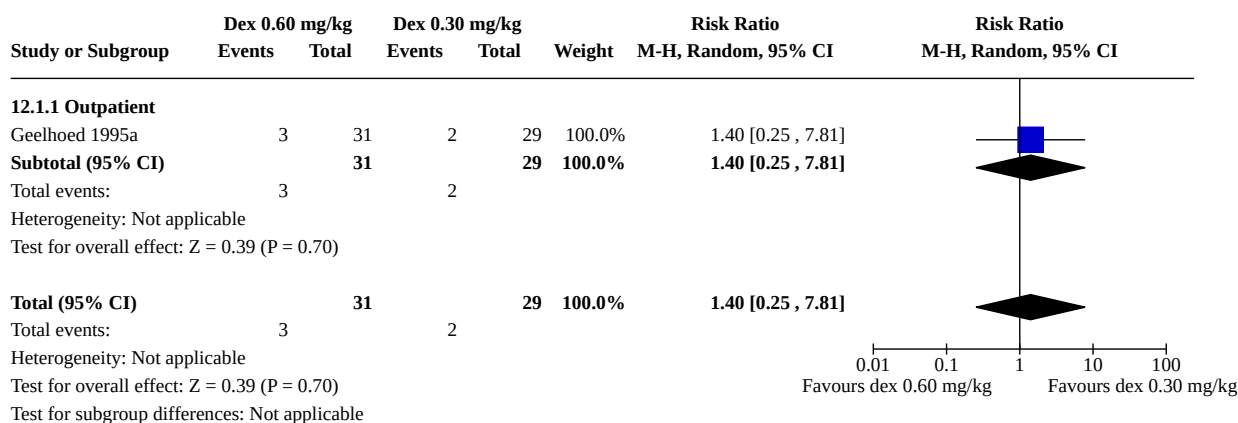 Dex 0.60 mg/kg Dex 0.30 mg/kg Risk Ratio Risk Ratio
Study or Subgroup Events Total Events Total Weight M-H, Random, 95% CI M-H, Random, 95% CI
12.1.1 Outpatient
Geelhoed 1995a 3 31 2 29 100.0% 1.40 [0.25 , 7.81]
Subtotal (95% CI) 31 29 100.0% 1.40 [0.25 , 7.81]
Total events: 3 2
Heterogeneity: Not applicable
Test for overall effect: Z = 0.39 (P = 0.70)
Total (95% CI) 31 29 100.0% 1.40 [0.25 , 7.81]
Total events: 3 2
Heterogeneity: Not applicable 0.01 0.1 1 10 100
Test for overall effect: Z = 0.39 (P = 0.70) Favours dex 0.60 mg/kg Favours dex 0.30 mg/kg
Test for subgroup differences: Not applicable